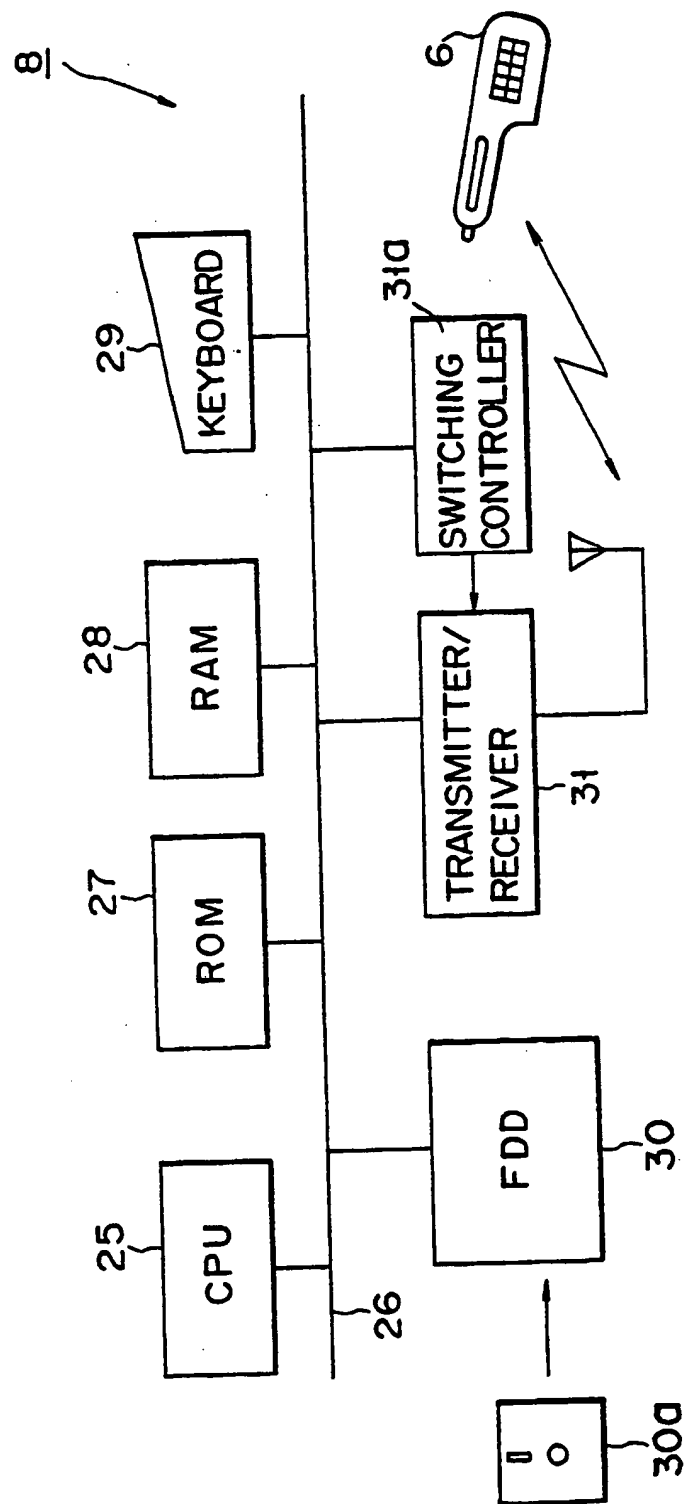 8
25
CPU
27
ROM
28
RAM
29
KEYBOARD
26
30a
FDD
30
TRANSMITTER/
RECEIVER
31
SWITCHING
CONTROLLER
31a
6